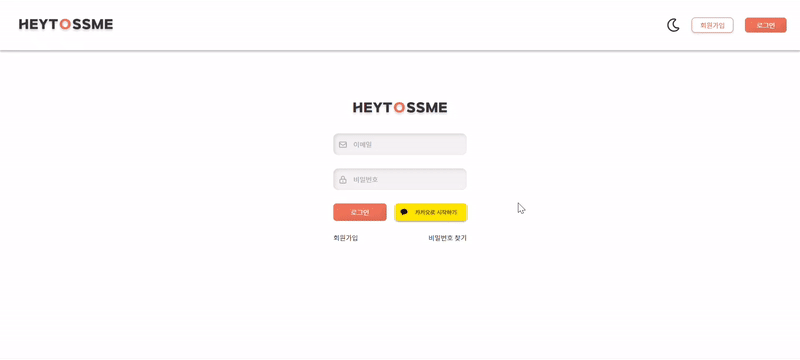 HEYTOSSME
회원가입
로그인
HEYTOSSME
이메일
비밀번호
로그인
카카오로 시작하기
회원가입
비밀번호 찾기